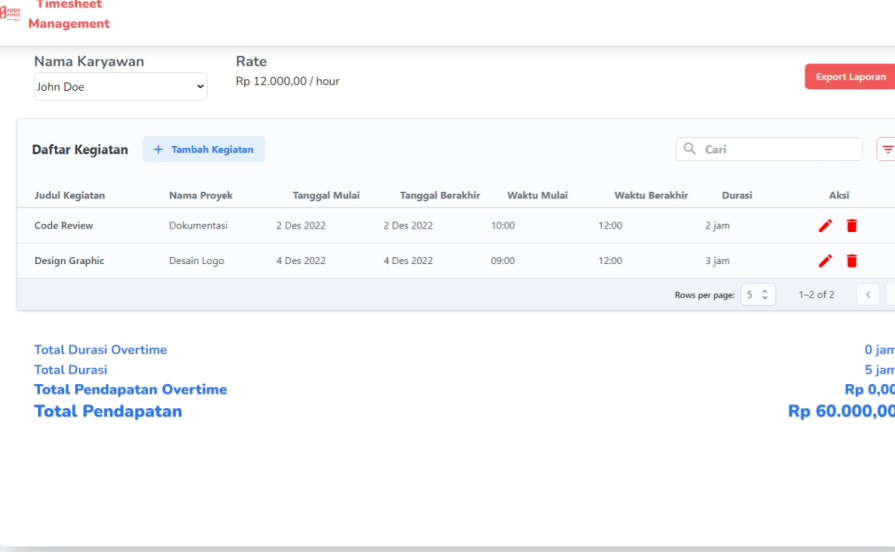 Timesheet
Management
Nama Karyawan
Rate
John Doe
Rp 12.000,00 / hour
Export Laporan
Daftar Kegiatan
+ Tambah Kegiatan
Cari
Judul Kegiatan Nama Proyek Tanggal Mulai Tanggal Berakhir Waktu Mulai Waktu Berakhir Durasi Aksi
Code Review Dokumentasi 2 Des 2022 2 Des 2022 10:00 12:00 2 jam
Design Graphic Desain Logo 4 Des 2022 4 Des 2022 09:00 12:00 3 jam
Rows per page: 5 1–2 of 2
Total Durasi Overtime 0 jam
Total Durasi 5 jam
Total Pendapatan Overtime Rp 0,00
Total Pendapatan Rp 60.000,00